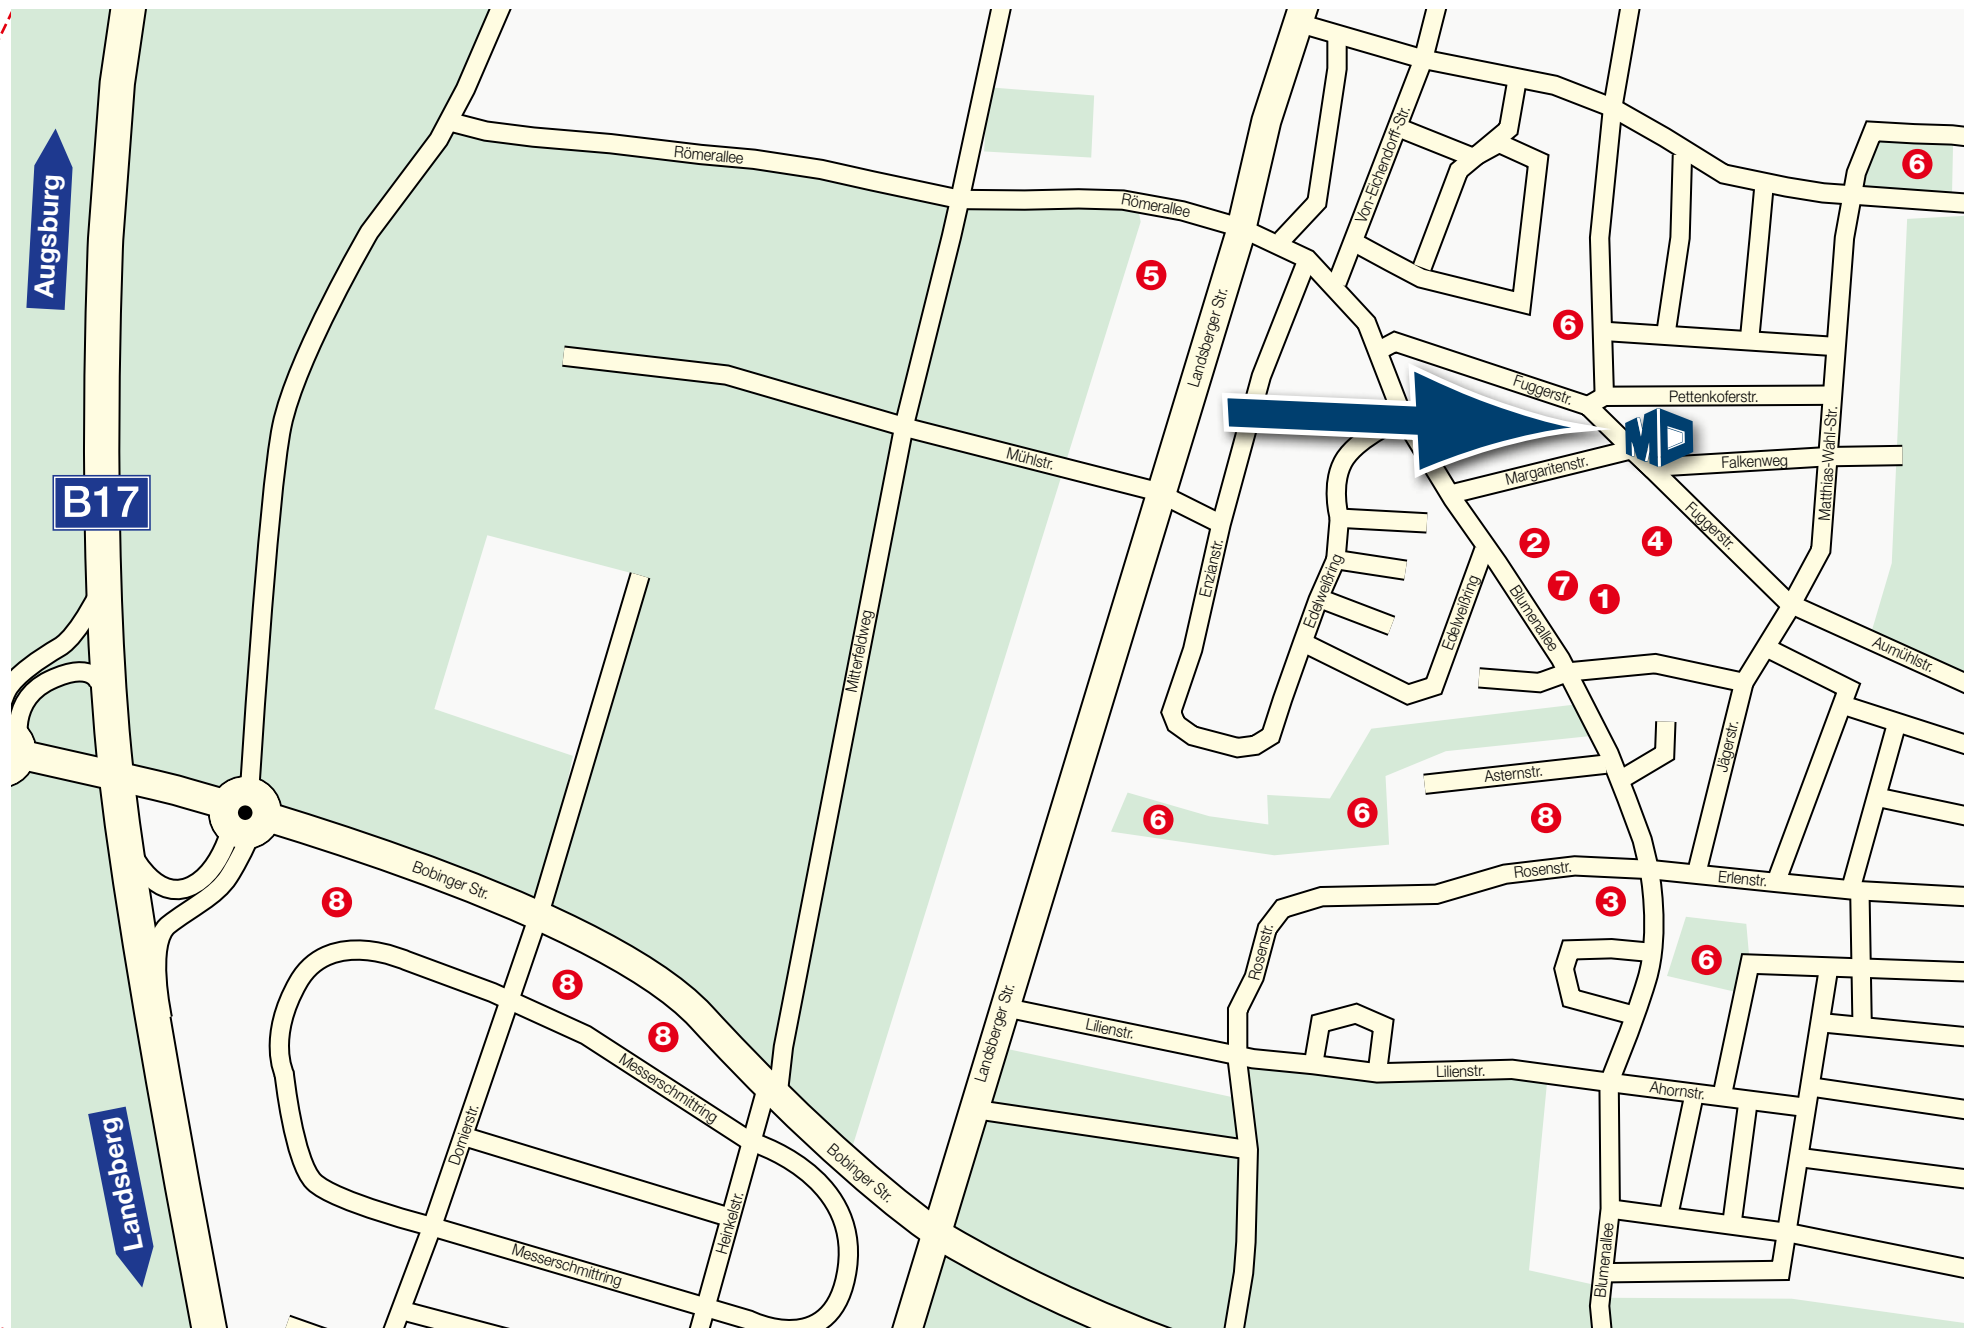 Römerallee
Römerallee
Von-Eichendorff-Str.
6
Augsburg
5
Landsberger Str.
6
Fuggerstr.
Pettenkoferstr.
MD
Mühlstr.
Margaritenstr.
Falkenweg
Matthias-Wahl-Str.
B17
Fuggerstr.
2
4
Enzianstr.
Edelweißring
Edelweißring
7
1
Blumenallee
Mitterfeldweg
Aumühlstr.
Jägerstr.
Asternstr.
6
6
8
Bobinger Str.
Rosenstr.
Erlenstr.
8
3
Rosenstr.
6
8
Landsberger Str.
Lilienstr.
8
Lilienstr.
Messerschmittring
Ahornstr.
Dornierstr.
Landsberg
Bobinger Str.
Heinkelstr.
Messerschmittring
Blumenallee